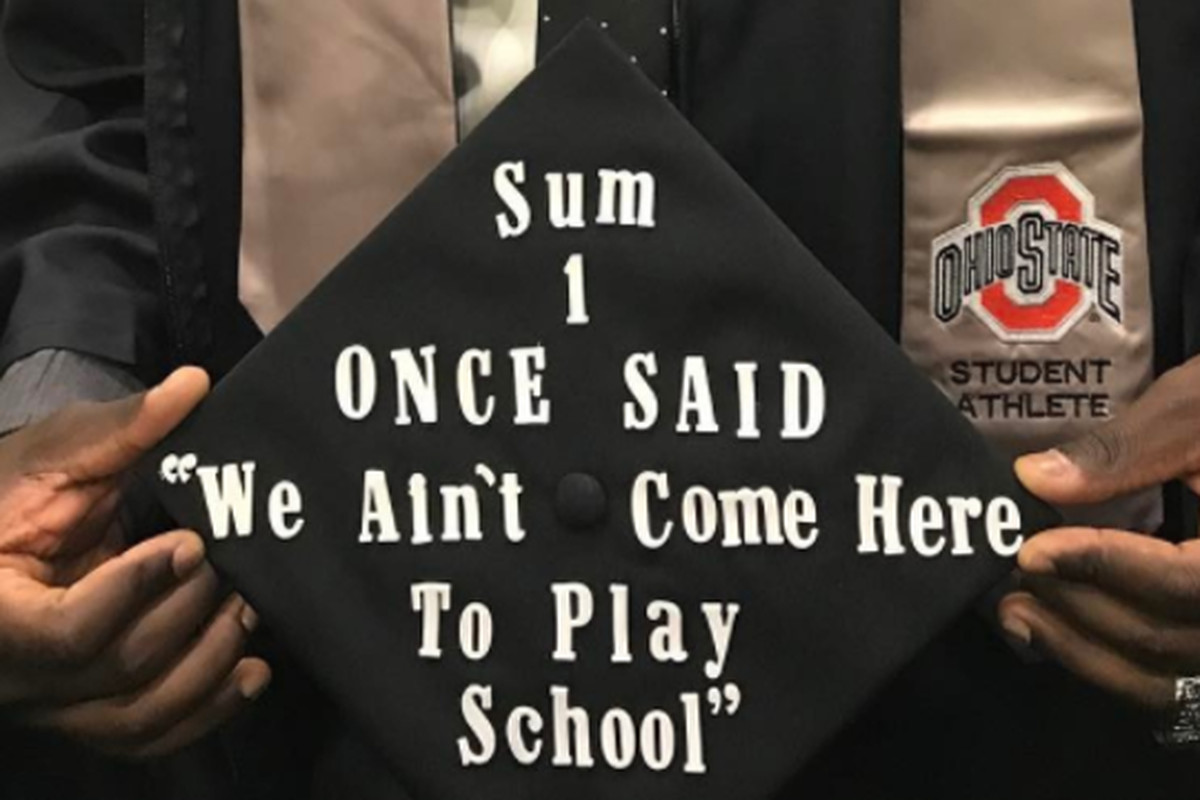 Sum
1
ONCE SAID
“We Ain`t Come Here
To Play
School”
OHIO STATE
STUDENT
ATHLETE